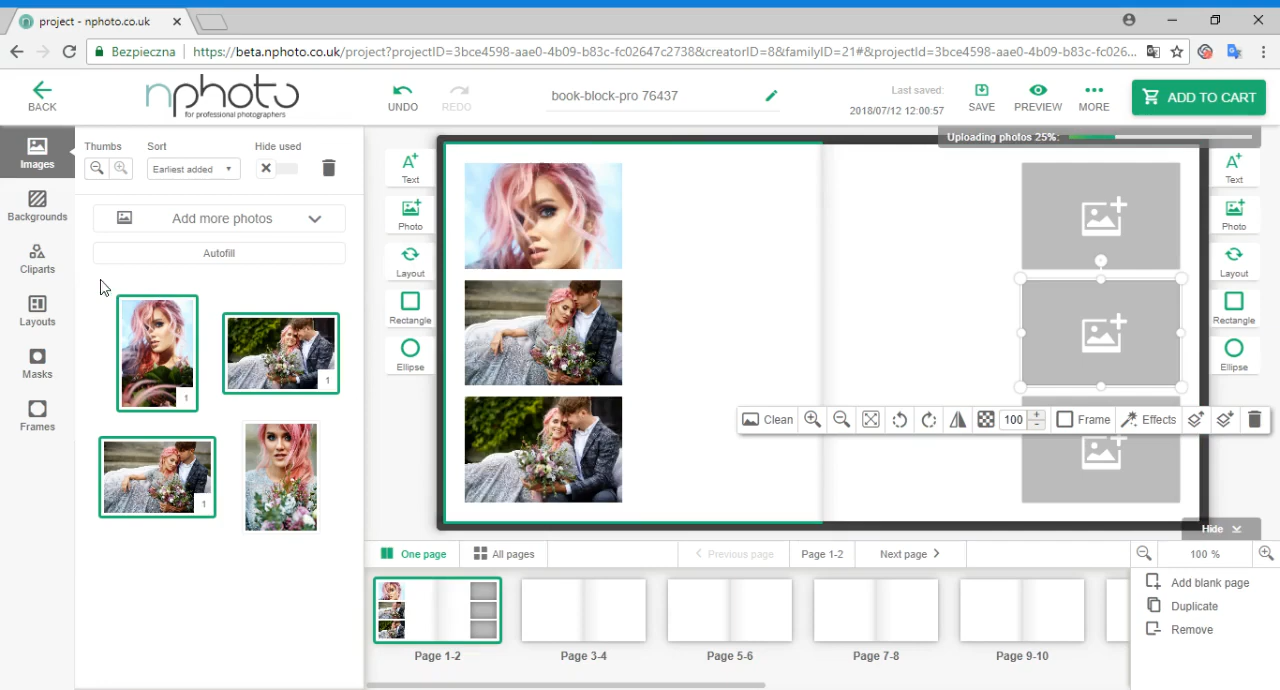 project - nphoto.co.uk
Bezpieczna
https://beta.nphoto.co.uk/project?projectID=3bce4598-aae0-4b09-b83c-fc02647c2738&creatorID=8&familyID=21#&projectId=3bce4598-aae0-4b09-b83c-fc026...
BACK
nphoto
for professional photographers
UNDO
REDO
book-block-pro 76437
Last saved:
2018/07/12 12:00:57
SAVE
PREVIEW
MORE
ADD TO CART
Uploading photos 25%:
Images
Backgrounds
Cliparts
Layouts
Masks
Frames
Thumbs
Sort
Hide used
Earliest added
Add more photos
Autofill
1
1
1
Text
Photo
Layout
Rectangle
Ellipse
Text
Photo
Layout
Rectangle
Ellipse
Clean
100
Frame
Effects
Hide
One page
All pages
Previous page
Page 1-2
Next page
100 %
Page 1-2
Page 3-4
Page 5-6
Page 7-8
Page 9-10
Add blank page
Duplicate
Remove